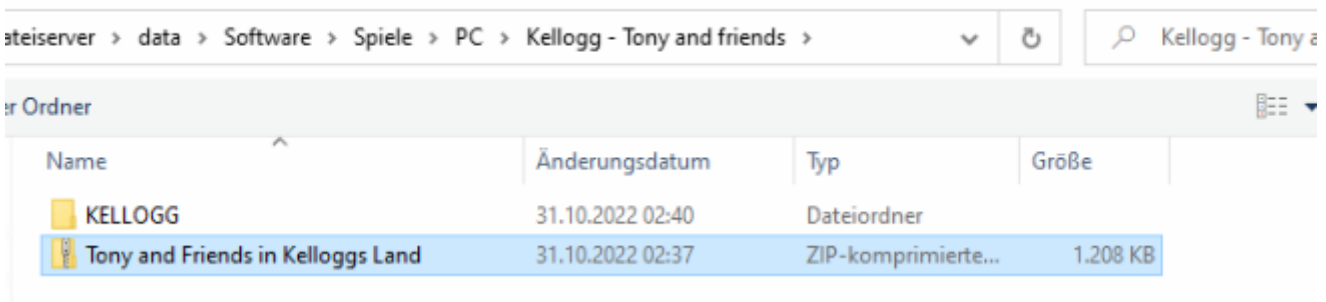 ateiserver > data > Software > Spiele > PC > Kellogg - Tony and friends > Kellogg - Tony a
er Ordner
Name Änderungsdatum Typ Größe
KELLOGG 31.10.2022 02:40 Dateiordner
Tony and Friends in Kelloggs Land 31.10.2022 02:37 ZIP-komprimierte... 1.208 KB